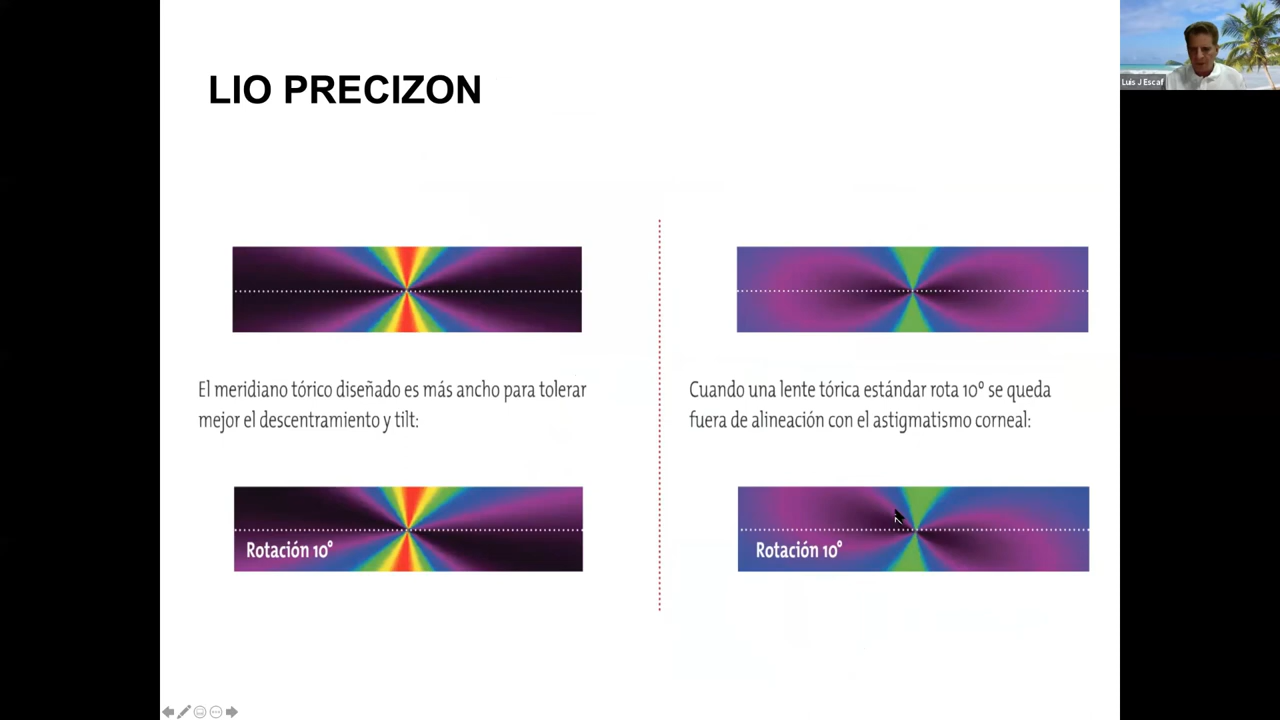 LIO PRECIZON
Luis J Escaf
El meridiano tórico diseñado es más ancho para tolerar
mejor el descentramiento y tilt:
Rotación 10°
Cuando una lente tórica estándar rota 10° se queda
fuera de alineación con el astigmatismo corneal:
Rotación 10°